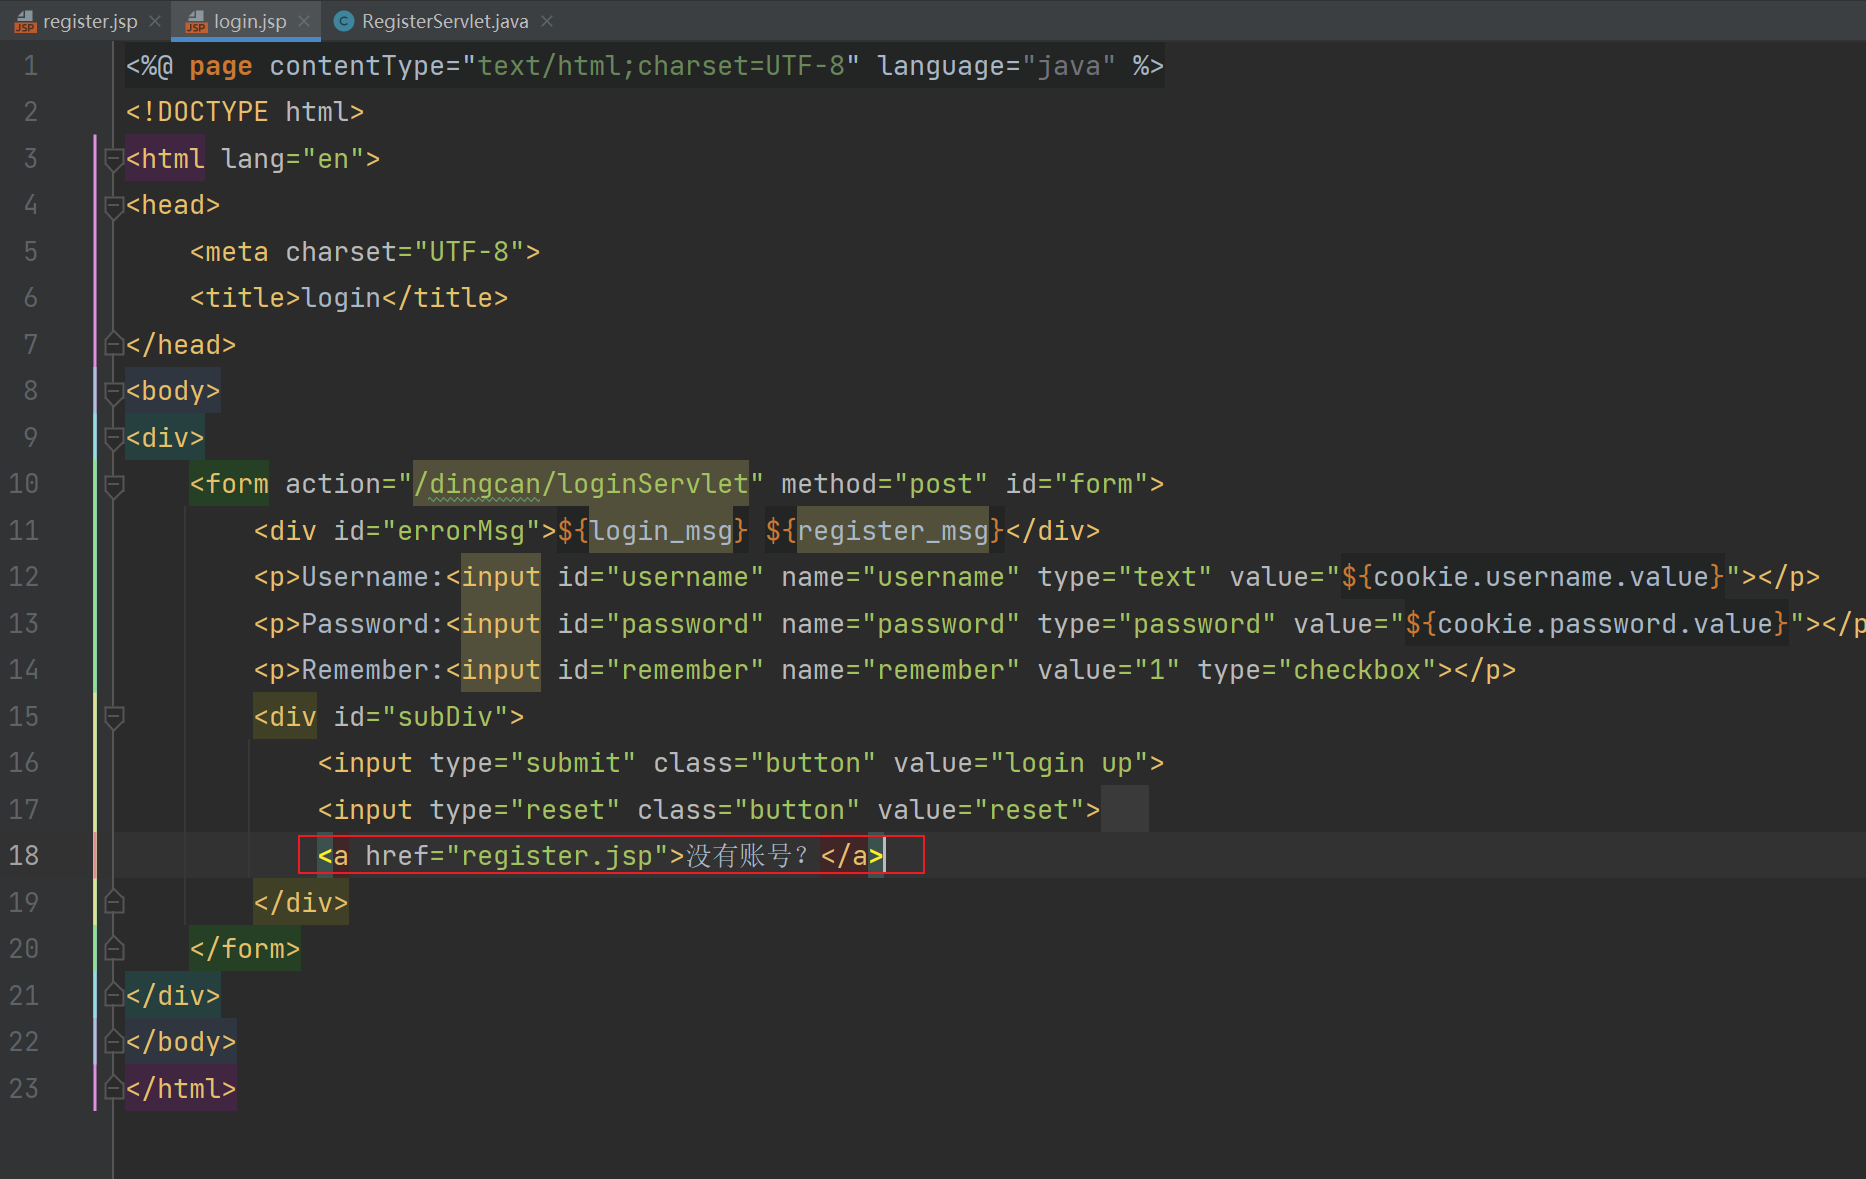 register.jsp login.jsp RegisterServlet.java
1 <%@ page contentType="text/html;charset=UTF-8" language="java" %>
2 <!DOCTYPE html>
3 <html lang="en">
4 <head>
5 <meta charset="UTF-8">
6 <title>login</title>
7 </head>
8 <body>
9 <div>
10 <form action="/dingcan/loginServlet" method="post" id="form">
11 <div id="errorMsg">${login_msg} ${register_msg}</div>
12 <p>Username:<input id="username" name="username" type="text" value="${cookie.username.value}"></p>
13 <p>Password:<input id="password" name="password" type="password" value="${cookie.password.value}"></p
14 <p>Remember:<input id="remember" name="remember" value="1" type="checkbox"></p>
15 <div id="subDiv">
16 <input type="submit" class="button" value="login up">
17 <input type="reset" class="button" value="reset">
18 <a href="register.jsp">没有账号？</a>
19 </div>
20 </form>
21 </div>
22 </body>
23 </html>